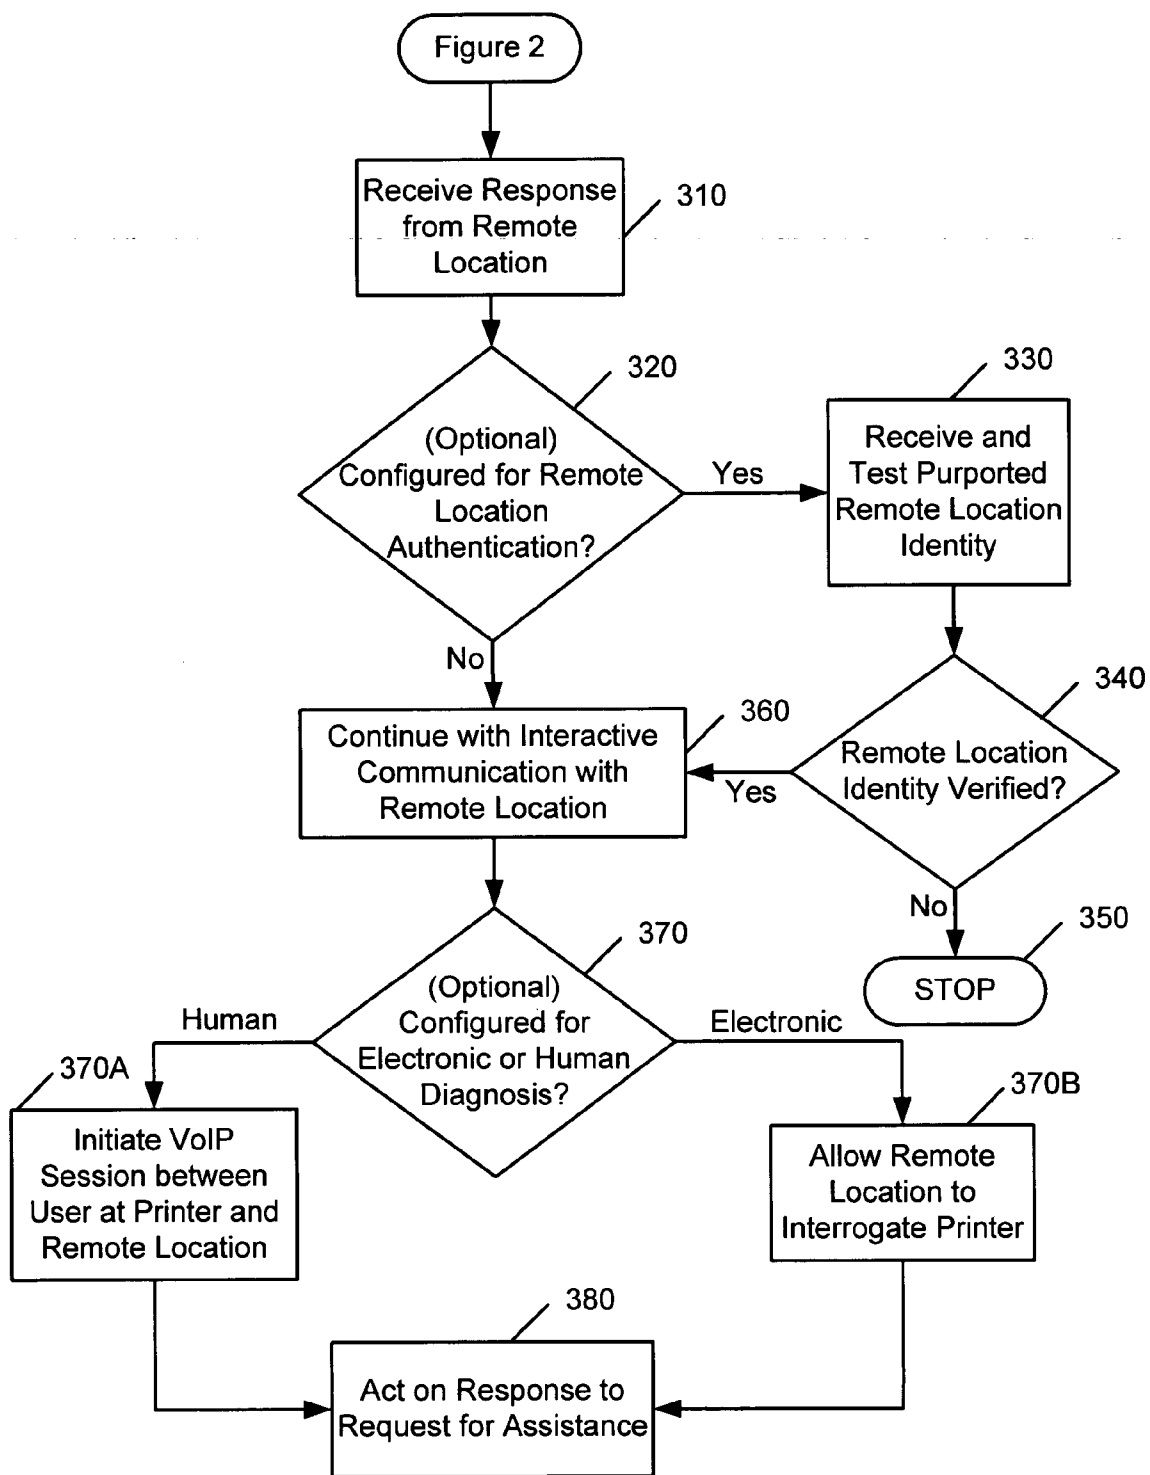 Figure 2
Receive Response
from Remote
Location
310
(Optional)
Configured for Remote
Location
Authentication?
320
Yes
330
Receive and
Test Purported
Remote Location
Identity
No
340
Remote Location
Identity Verified?
Yes
360
Continue with Interactive
Communication with
Remote Location
No
350
STOP
370
(Optional)
Configured for
Electronic or Human
Diagnosis?
Human
Electronic
370A
Initiate VoIP
Session between
User at Printer and
Remote Location
370B
Allow Remote
Location to
Interrogate Printer
380
Act on Response to
Request for Assistance